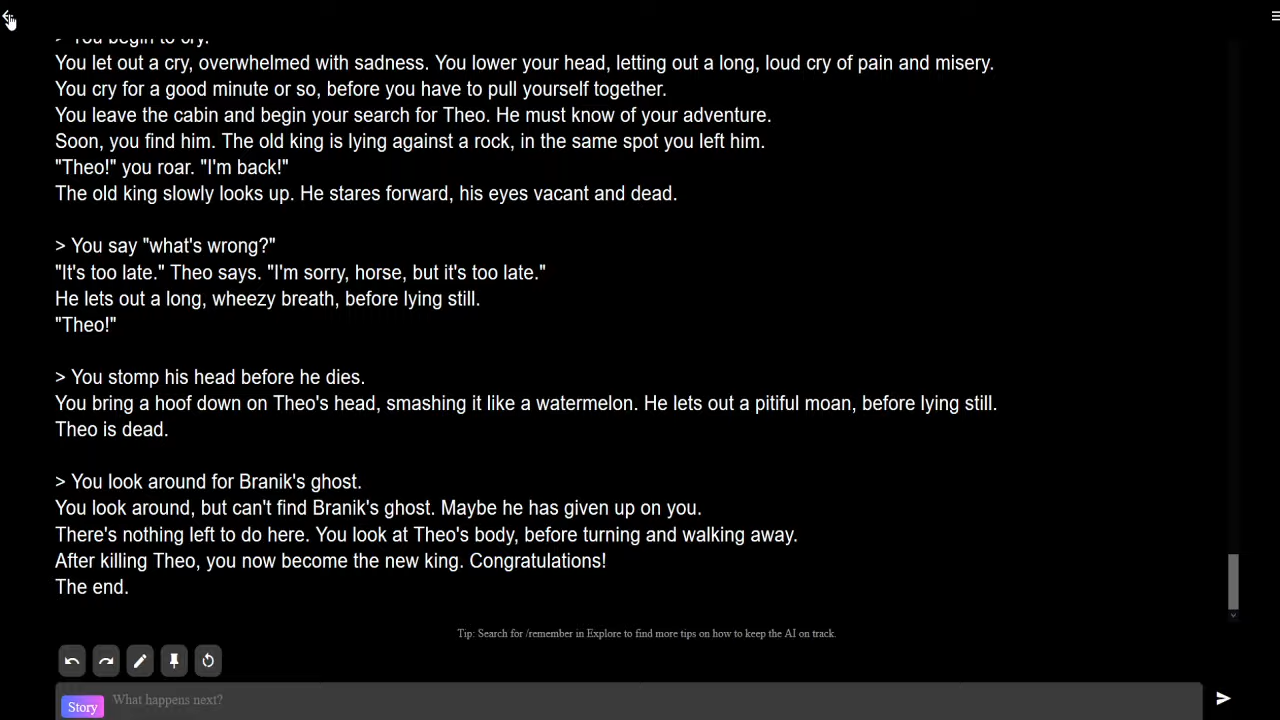 > You begin to cry.
You let out a cry, overwhelmed with sadness. You lower your head, letting out a long, loud cry of pain and misery.
You cry for a good minute or so, before you have to pull yourself together.
You leave the cabin and begin your search for Theo. He must know of your adventure.
Soon, you find him. The old king is lying against a rock, in the same spot you left him.
"Theo!" you roar. "I'm back!"
The old king slowly looks up. He stares forward, his eyes vacant and dead.
> You say "what's wrong?"
"It's too late." Theo says. "I'm sorry, horse, but it's too late."
He lets out a long, wheezy breath, before lying still.
"Theo!"
> You stomp his head before he dies.
You bring a hoof down on Theo's head, smashing it like a watermelon. He lets out a pitiful moan, before lying still.
Theo is dead.
> You look around for Branik's ghost.
You look around, but can't find Branik's ghost. Maybe he has given up on you.
There's nothing left to do here. You look at Theo's body, before turning and walking away.
After killing Theo, you now become the new king. Congratulations!
The end.
Tip: Search for /remember in Explore to find more tips on how to keep the AI on track.
Story What happens next?